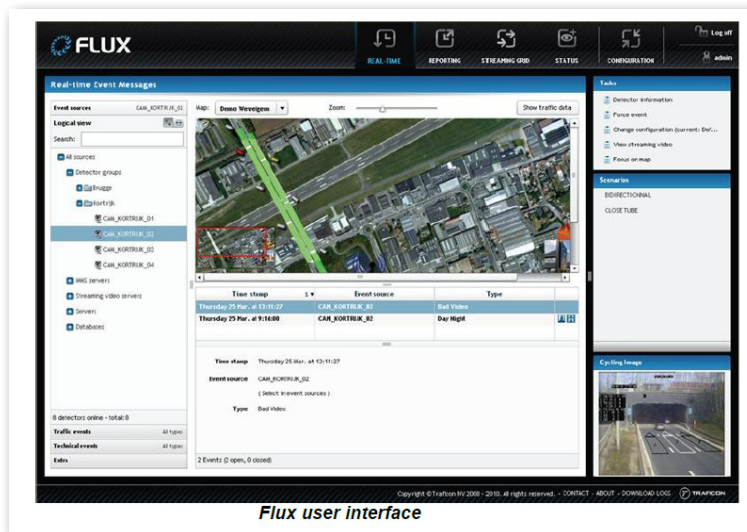 FLUX
REAL-TIME
REPORTING
STREAMING GRID
STATUS
CONFIGURATION
Log off
admin
Real-time Event Messages
Event sources
CAM_KORTRIJK_02
Logical view
Search:
All sources
Detector groups
Brugge
Kortrijk
CAM_KORTRIJK_01
CAM_KORTRIJK_02
CAM_KORTRIJK_03
CAM_KORTRIJK_04
MMS servers
Streaming video servers
Servers
Databases
8 detectors online - total: 8
Traffic events
All types
Technical events
All types
Extra
Map: Demo Wevelgem
Zoom:
Show traffic data
Time stamp
Event source
Type
Thursday 25 Mar. at 13:11:27 CAM_KORTRIJK_02 Bad Video
Thursday 25 Mar. at 9:16:00 CAM_KORTRIJK_02 Day Night
Time stamp Thursday 25 Mar. at 13:11:27
Event source CAM_KORTRIJK_02
( Select in event sources )
Type Bad Video
2 Events (2 open, 0 closed)
Tasks
Detector information
Force event
Change configuration (current: Def...
View streaming video
Focus on map
Scenarios
BIDIRECTIONNAL
CLOSE TUBE
Cycling Image
Copyright © Traficon NV 2008 - 2010. All rights reserved. - CONTACT - ABOUT - DOWNLOAD LOGS
TRAFICON
Flux user interface